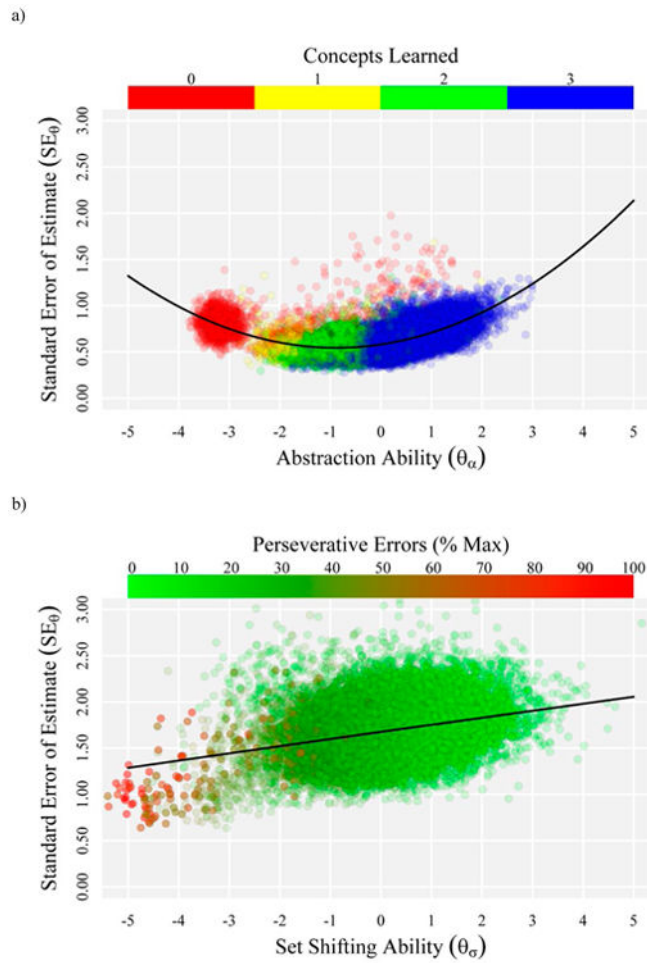 a)
Concepts Learned
0 1 2 3
Standard Error of Estimate (SEθ)
3.00
2.50
2.00
1.50
1.00
0.50
0.00
-5 -4 -3 -2 -1 0 1 2 3 4 5
Abstraction Ability (θα)
b)
Perseverative Errors (% Max)
0 10 20 30 40 50 60 70 80 90 100
Standard Error of Estimate (SEθ)
3.00
2.50
2.00
1.50
1.00
0.50
0.00
-5 -4 -3 -2 -1 0 1 2 3 4 5
Set Shifting Ability (θσ)